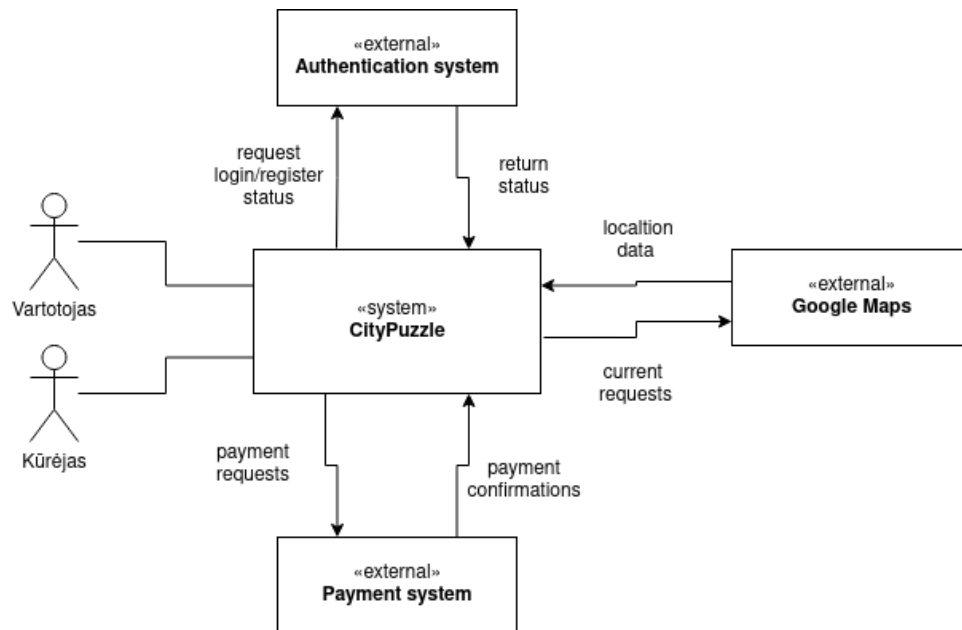 «external»
Authentication system
request
login/register
status
return
status
Vartotojas
Kūrėjas
«system»
CityPuzzle
localtion
data
«external»
Google Maps
current
requests
payment
requests
payment
confirmations
«external»
Payment system